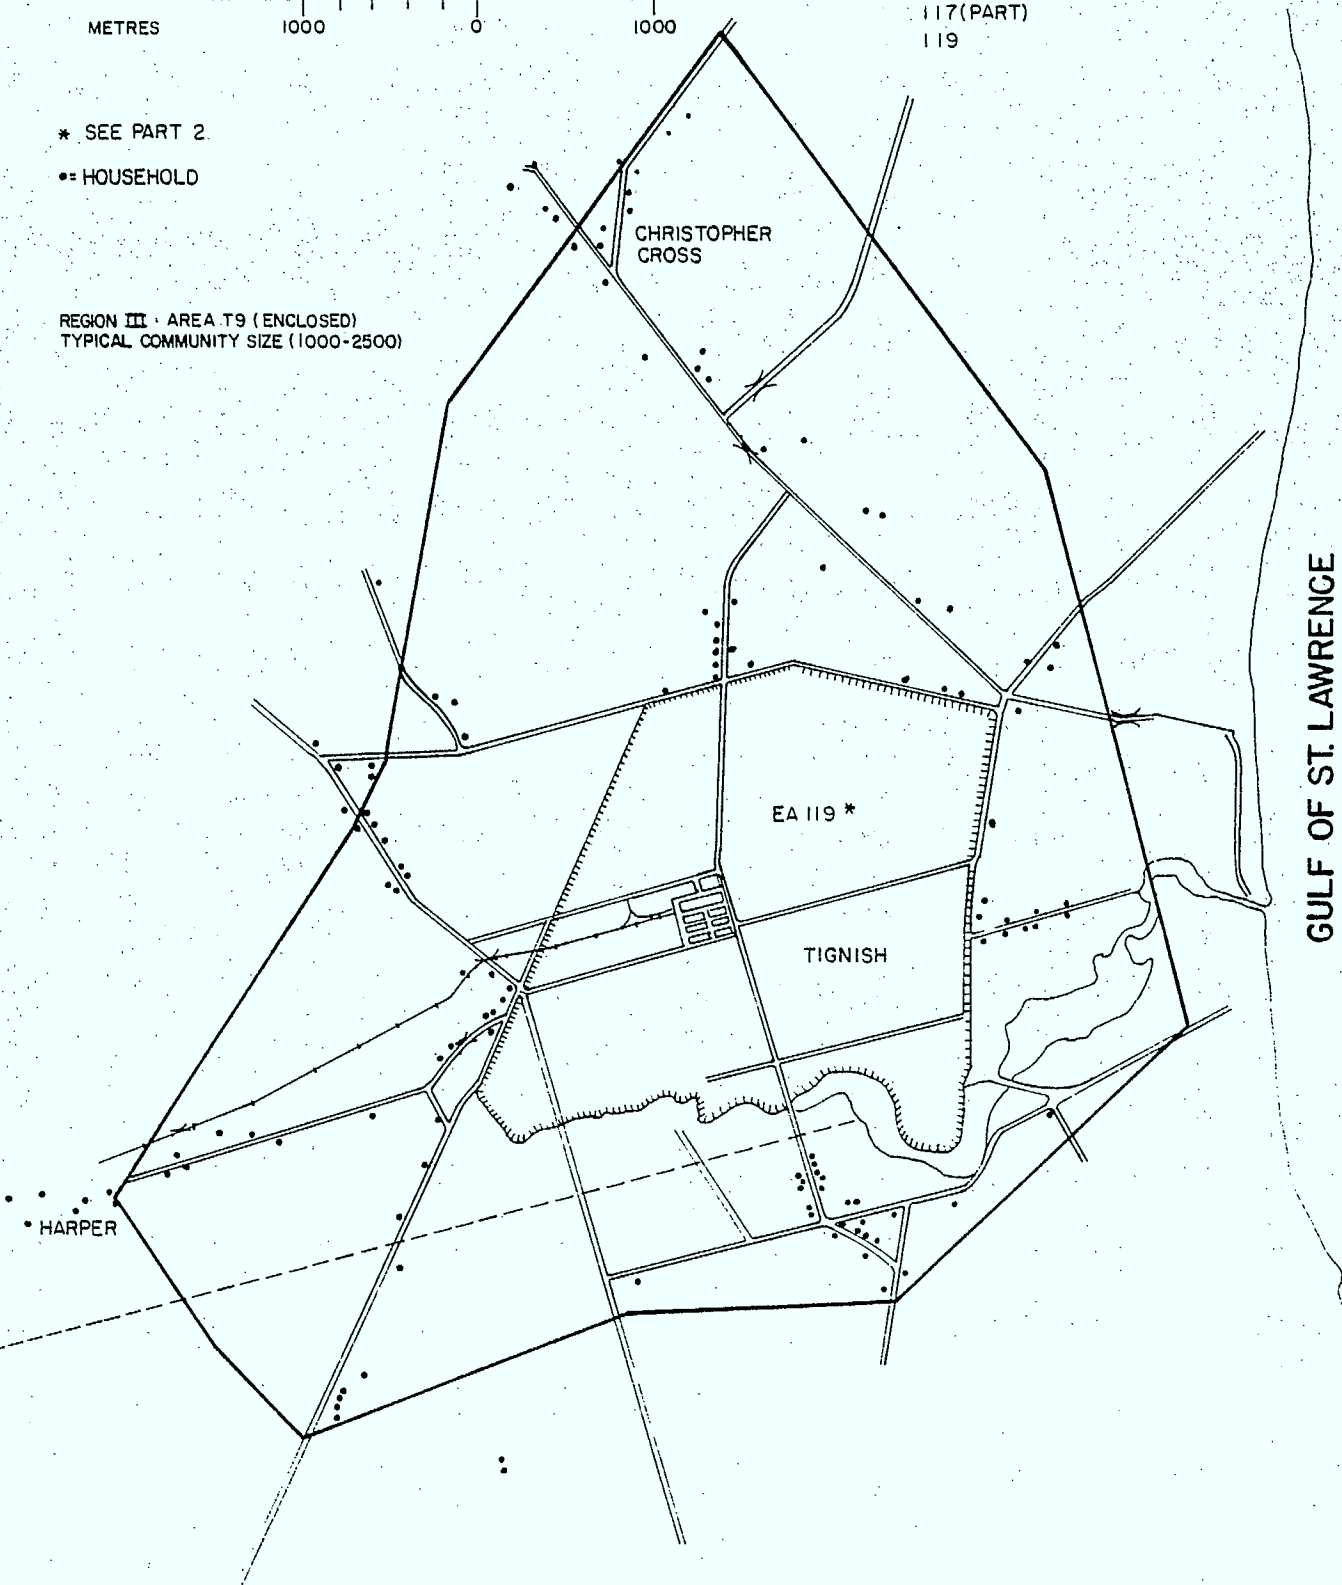 METRES 1000 0 1000
117(PART)
119
* SEE PART 2
•= HOUSEHOLD
CHRISTOPHER
CROSS
REGION III · AREA T9 (ENCLOSED)
TYPICAL COMMUNITY SIZE (1000-2500)
GULF OF ST. LAWRENCE
EA 119 *
TIGNISH
HARPER